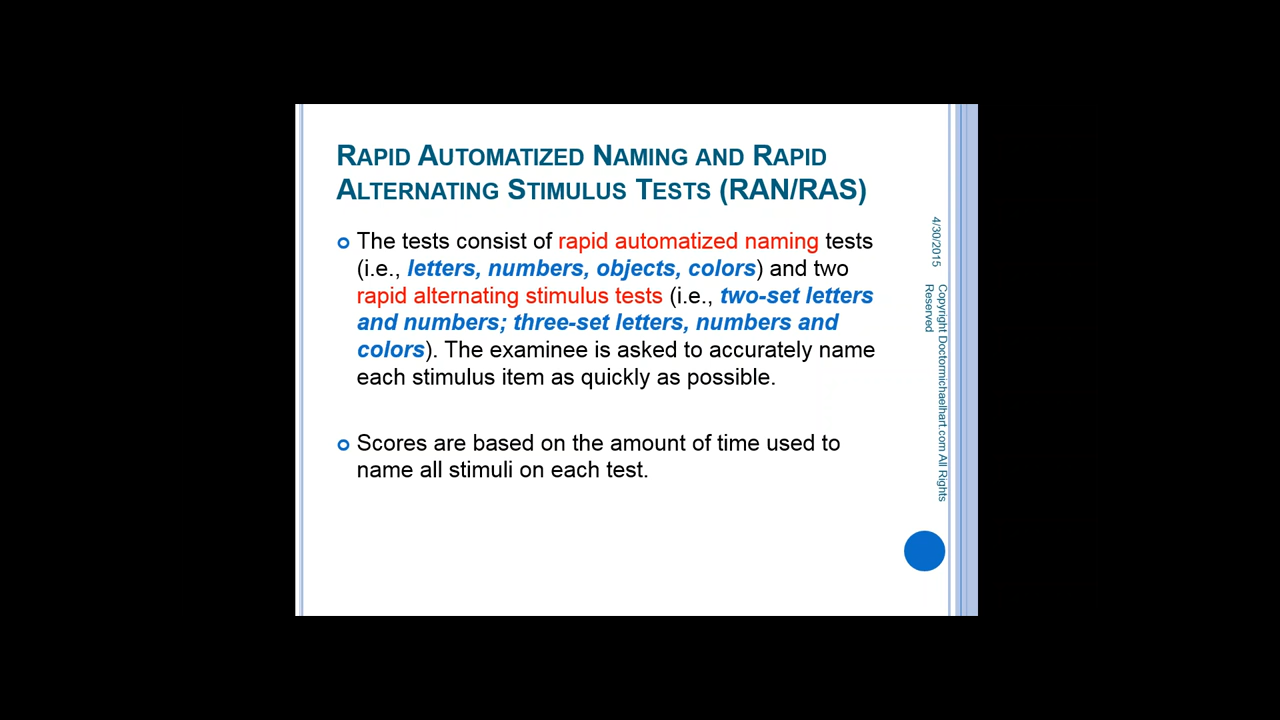 RAPID AUTOMATIZED NAMING AND RAPID
ALTERNATING STIMULUS TESTS (RAN/RAS)
The tests consist of rapid automatized naming tests
(i.e., letters, numbers, objects, colors) and two
rapid alternating stimulus tests (i.e., two-set letters
and numbers; three-set letters, numbers and
colors). The examinee is asked to accurately name
each stimulus item as quickly as possible.
Scores are based on the amount of time used to
name all stimuli on each test.
4/30/2015
Copyright Doctormichaelhart.com All Rights
Reserved